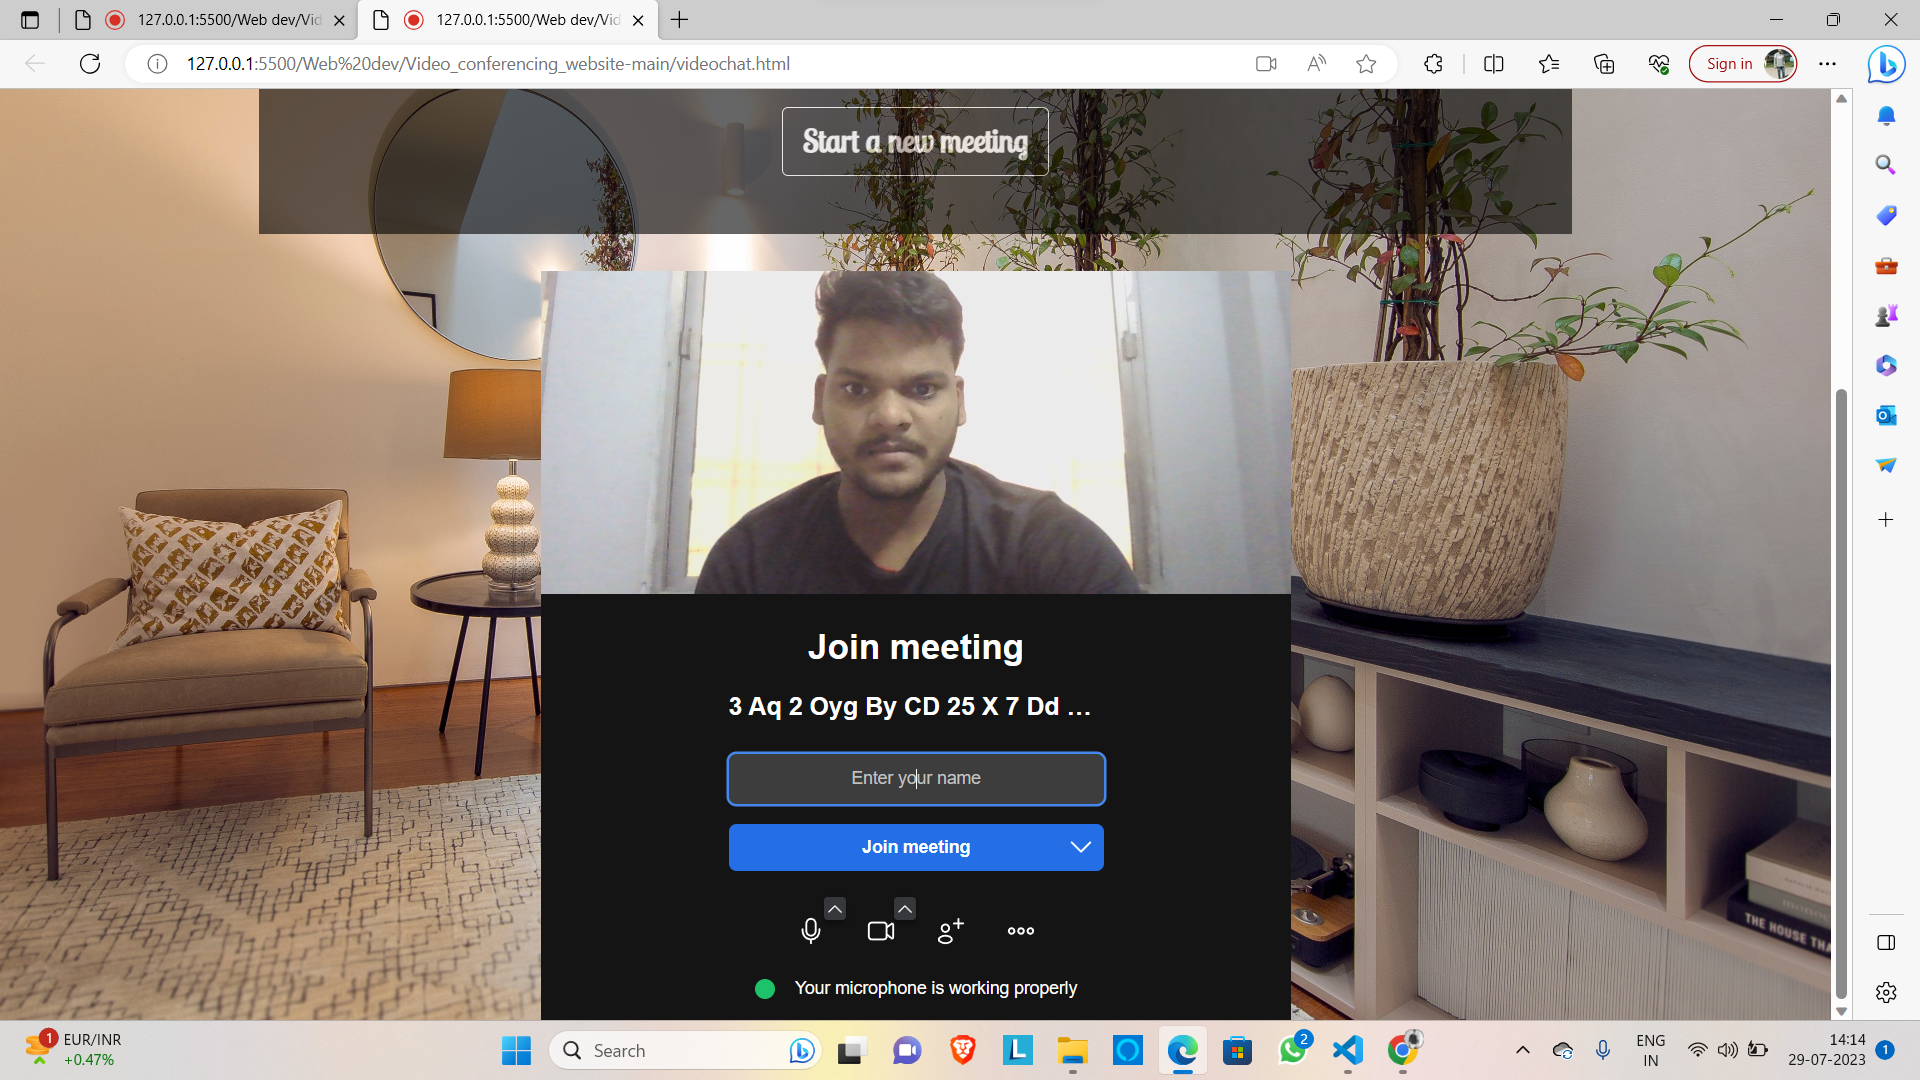 127.0.0.1:5500/Web dev/Vid
127.0.0.1:5500/Web dev/Vid
127.0.0.1:5500/Web%20dev/Video_conferencing_website-main/videochat.html
Sign in
Start a new meeting
Join meeting
3 Aq 2 Oyg By CD 25 X 7 Dd ...
Enter your name
Join meeting
Your microphone is working properly
THE HOUSE
1
EUR/INR
+0.47%
Search
L
2
ENG
IN
14:14
29-07-2023
1